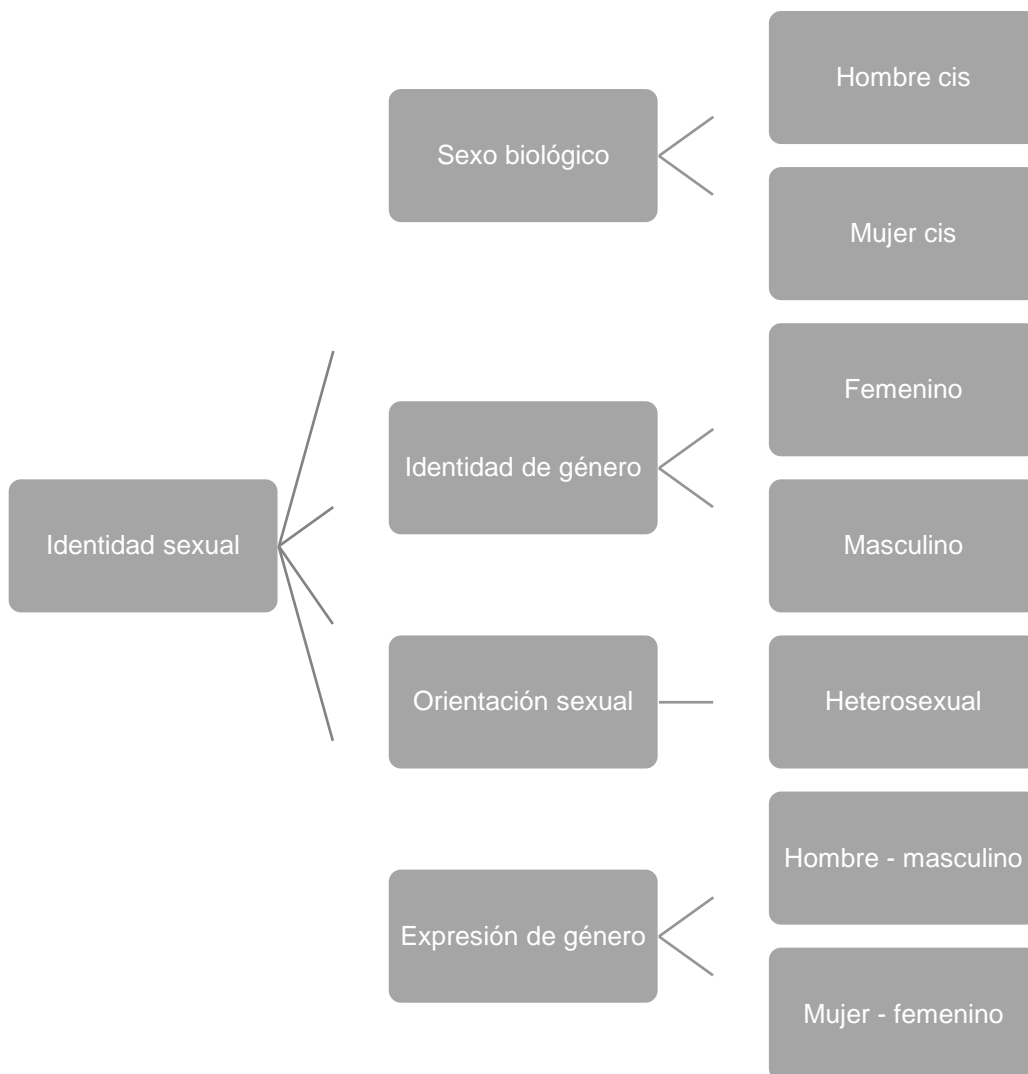 Identidad sexual
Sexo biológico
Hombre cis
Mujer cis
Identidad de género
Femenino
Masculino
Orientación sexual
Heterosexual
Expresión de género
Hombre - masculino
Mujer - femenino